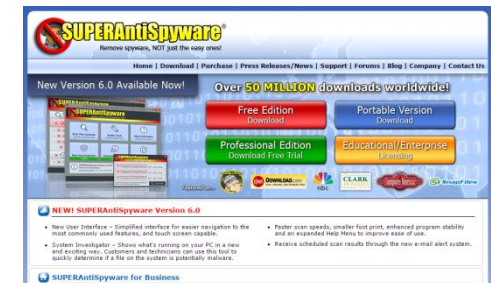 SUPERAntiSpyware®
Remove spyware, NOT just the easy ones!
Home | Download | Purchase | Press Releases/News | Support | Forums | Blog | Company | Contact Us
New Version 6.0 Available Now!
Over 50 MILLION downloads worldwide!
Free Edition
Download
Portable Version
Download
Professional Edition
Download Free Trial
Educational/Enterprise
Licensing
DOWNLOAD.com
NBC
CLARK
SnapFiles
NEW! SUPERAntiSpyware Version 6.0
New User Interface - Simplified interface for easier navigation to the
most commonly used features, and touch screen capable.
System Investigator - Shows what's running on your PC in a new
and exciting way. Customers and technicians can use this tool to
quickly determine if a file on the system is potentially malware.
Faster scan speeds, smaller foot print, enhanced program stability
and an expanded Help Menu to improve ease of use.
Receive scheduled scan results through the new e-mail alert system.
SUPERAntiSpyware for Business